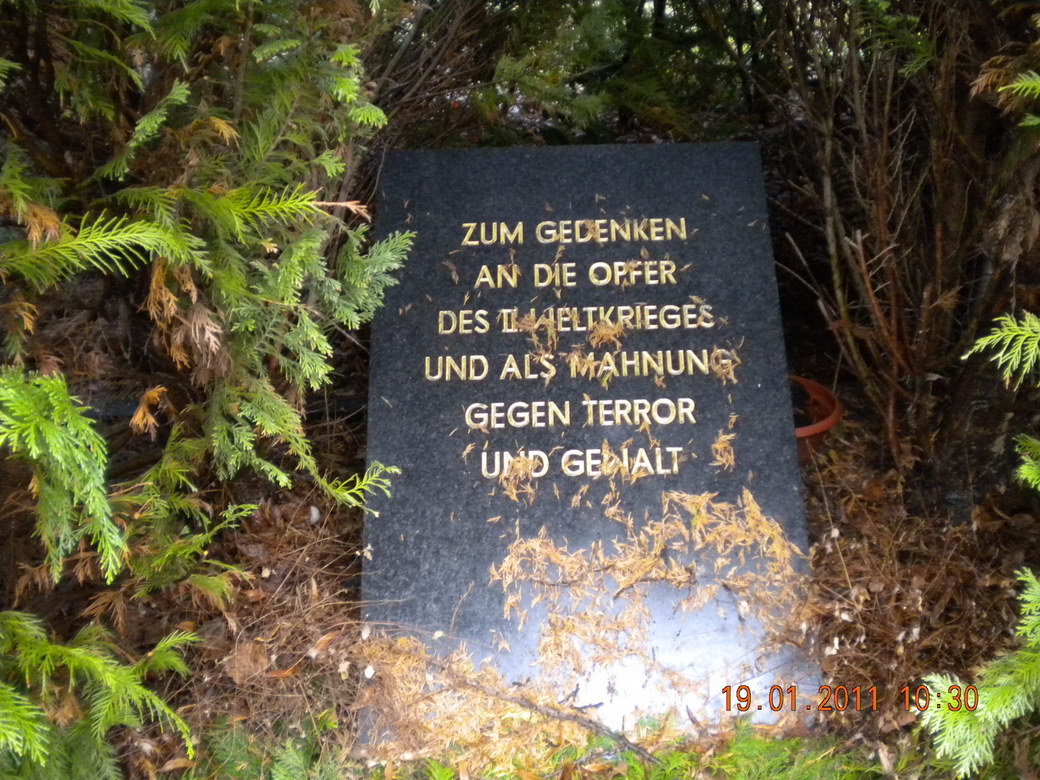 ZUM GEDENKEN
AN DIE OPFER
DES II. WELTKRIEGES
UND ALS MAHNUNG
GEGEN TERROR
UND GEWALT
19.01.2011 10:30